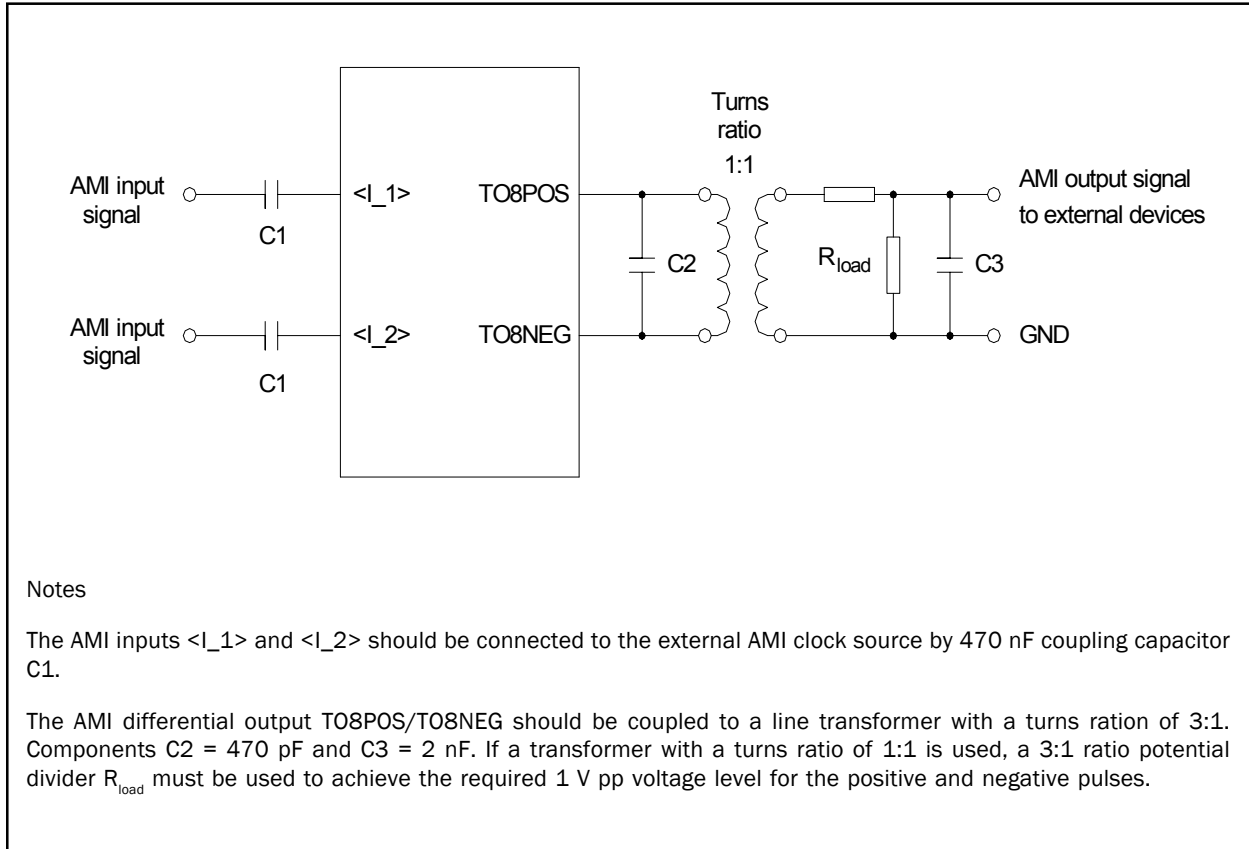 Turns
ratio
1:1
AMI input
signal
C1
<I_1>
TO8POS
C2
R_load
C3
AMI output signal
to external devices
AMI input
signal
C1
<I_2>
TO8NEG
GND
Notes
The AMI inputs <I_1> and <I_2> should be connected to the external AMI clock source by 470 nF coupling capacitor
C1.
The AMI differential output TO8POS/TO8NEG should be coupled to a line transformer with a turns ration of 3:1.
Components C2 = 470 pF and C3 = 2 nF. If a transformer with a turns ratio of 1:1 is used, a 3:1 ratio potential
divider R_load must be used to achieve the required 1 V pp voltage level for the positive and negative pulses.